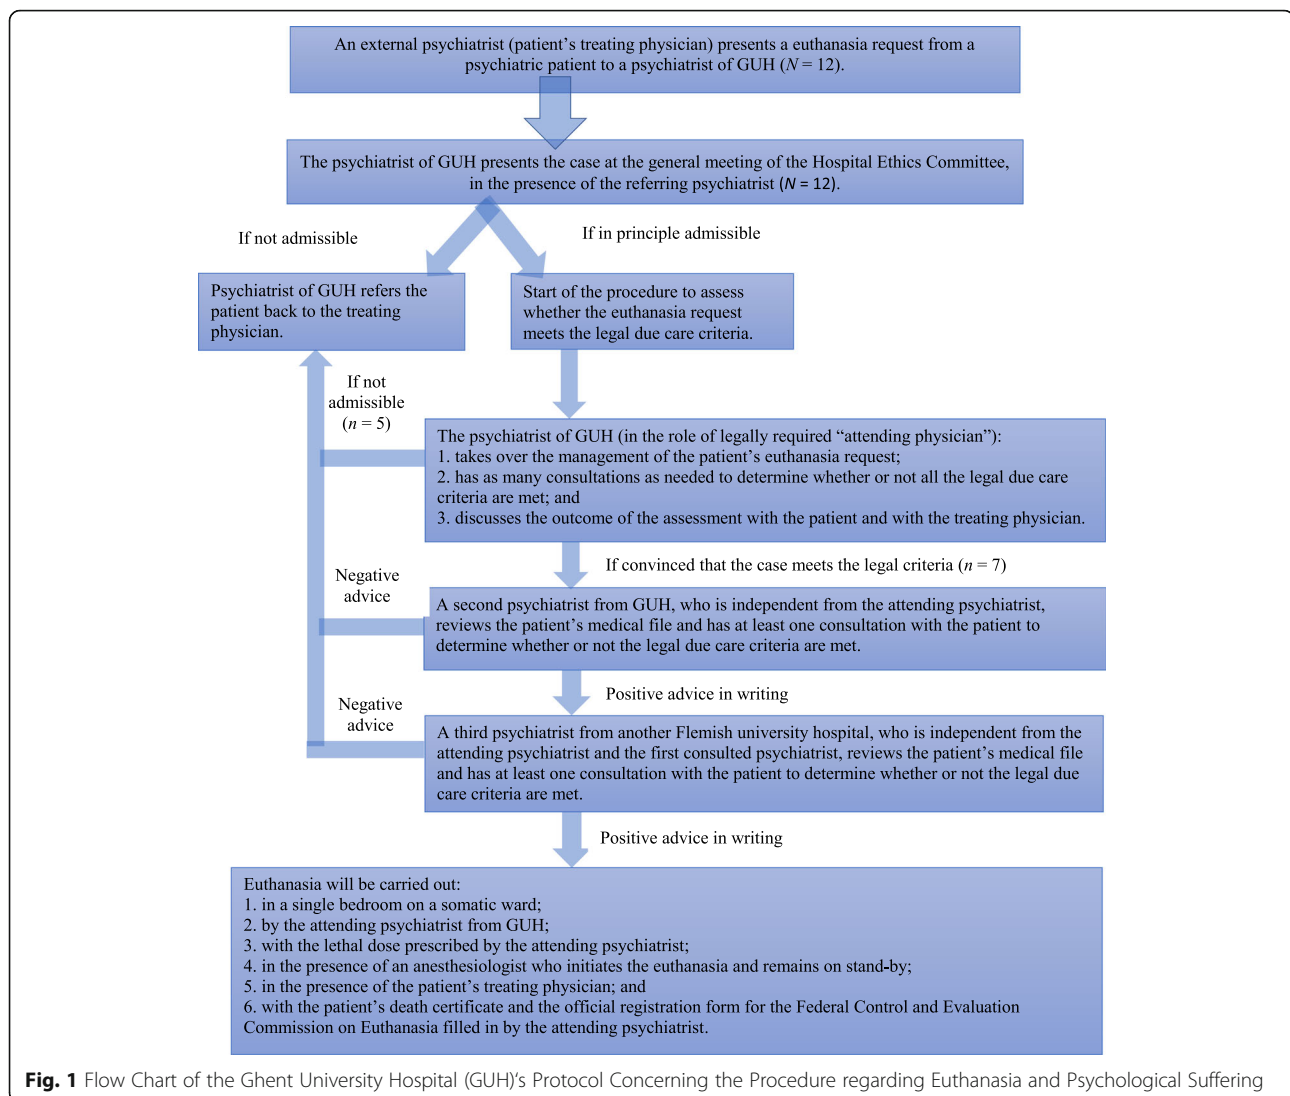 An external psychiatrist (patient’s treating physician) presents a euthanasia request from a
psychiatric patient to a psychiatrist of GUH (N = 12).
The psychiatrist of GUH presents the case at the general meeting of the Hospital Ethics Committee,
in the presence of the referring psychiatrist (N = 12).
If not admissible
If in principle admissible
Psychiatrist of GUH refers the
patient back to the treating
physician.
Start of the procedure to assess
whether the euthanasia request
meets the legal due care criteria.
If not
admissible
(n = 5)
The psychiatrist of GUH (in the role of legally required “attending physician”):
1. takes over the management of the patient’s euthanasia request;
2. has as many consultations as needed to determine whether or not all the legal due care
criteria are met; and
3. discusses the outcome of the assessment with the patient and with the treating physician.
If convinced that the case meets the legal criteria (n = 7)
Negative
advice
A second psychiatrist from GUH, who is independent from the attending psychiatrist,
reviews the patient’s medical file and has at least one consultation with the patient to
determine whether or not the legal due care criteria are met.
Positive advice in writing
Negative
advice
A third psychiatrist from another Flemish university hospital, who is independent from the
attending psychiatrist and the first consulted psychiatrist, reviews the patient’s medical file
and has at least one consultation with the patient to determine whether or not the legal due
care criteria are met.
Positive advice in writing
Euthanasia will be carried out:
1. in a single bedroom on a somatic ward;
2. by the attending psychiatrist from GUH;
3. with the lethal dose prescribed by the attending psychiatrist;
4. in the presence of an anesthesiologist who initiates the euthanasia and remains on stand-by;
5. in the presence of the patient’s treating physician; and
6. with the patient’s death certificate and the official registration form for the Federal Control and Evaluation
Commission on Euthanasia filled in by the attending psychiatrist.
Fig. 1 Flow Chart of the Ghent University Hospital (GUH)‘s Protocol Concerning the Procedure regarding Euthanasia and Psychological Suffering